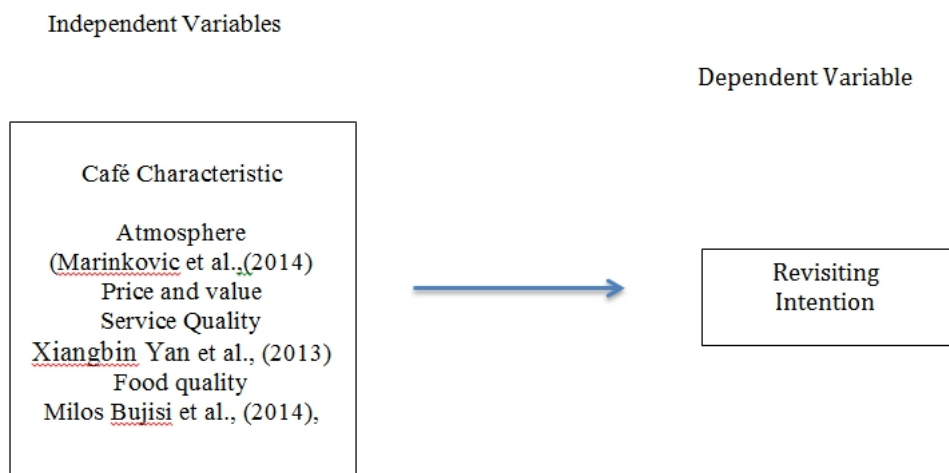 Independent Variables
Dependent Variable
Café Characteristic
Atmosphere
(Marinkovic et al.,(2014)
Price and value
Service Quality
Xiangbin Yan et al., (2013)
Food quality
Milos Bujisi et al., (2014),
Revisiting
Intention